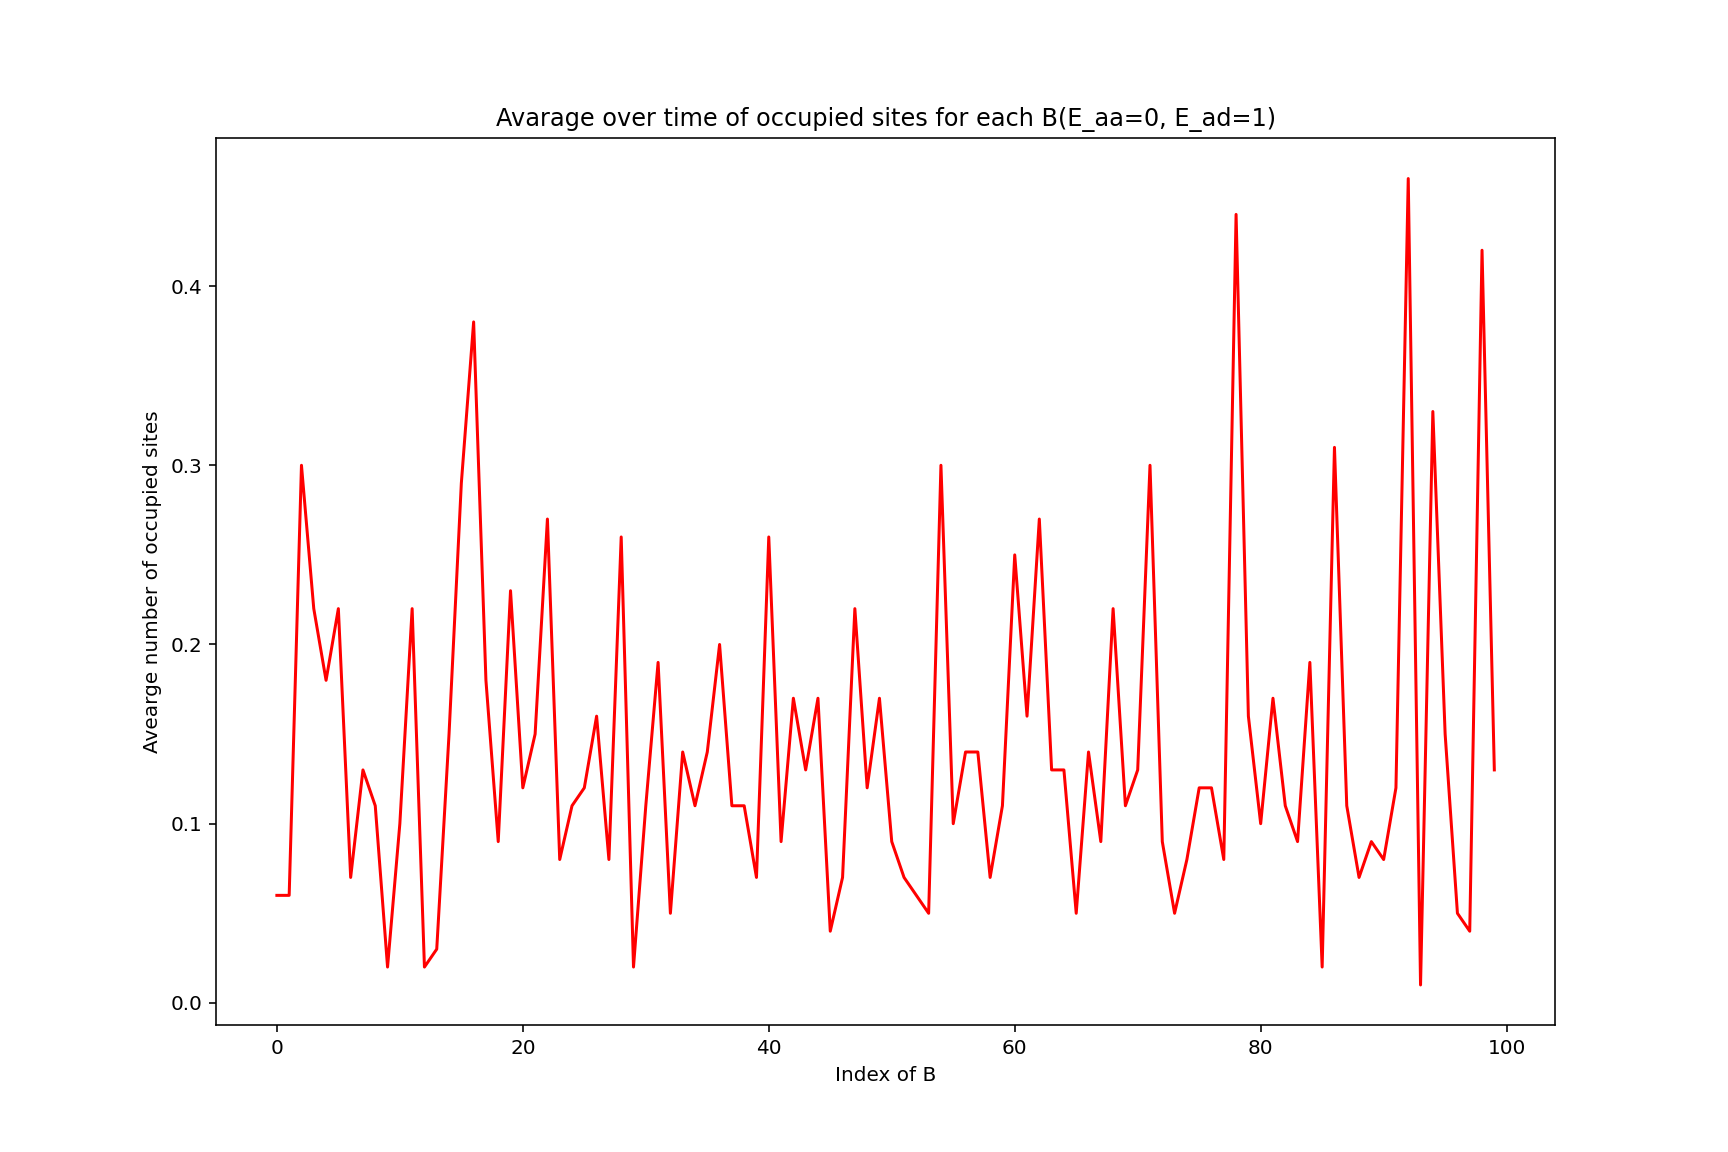 Avarage over time of occupied sites for each B(E_aa=0, E_ad=1)
Avearge number of occupied sites
0.4
0.3
0.2
0.1
0.0
0 20 40 60 80 100
Index of B